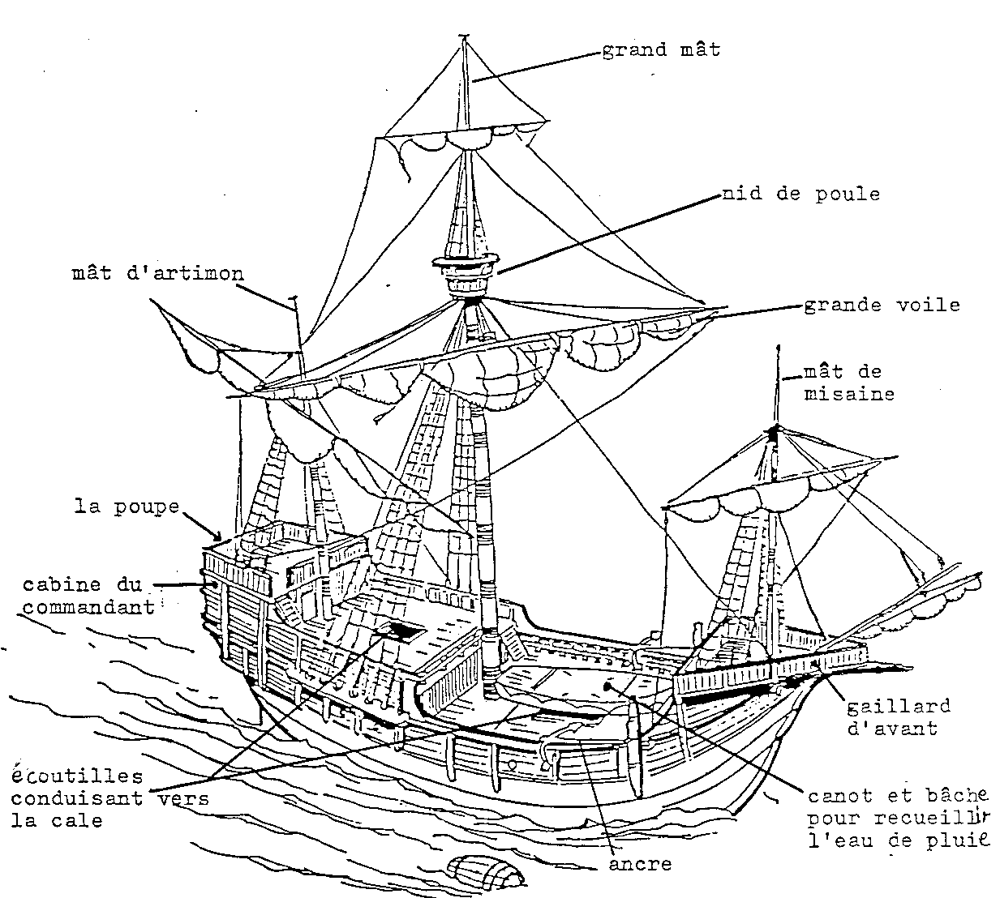 grand mât
nid de poule
mât d'artimon
grande voile
mât de
misaine
la poupe
cabine du
commandant
gaillard
d'avant
écoutilles
conduisant vers
la cale
canot et bâche
pour recueillir
l'eau de pluie
ancre